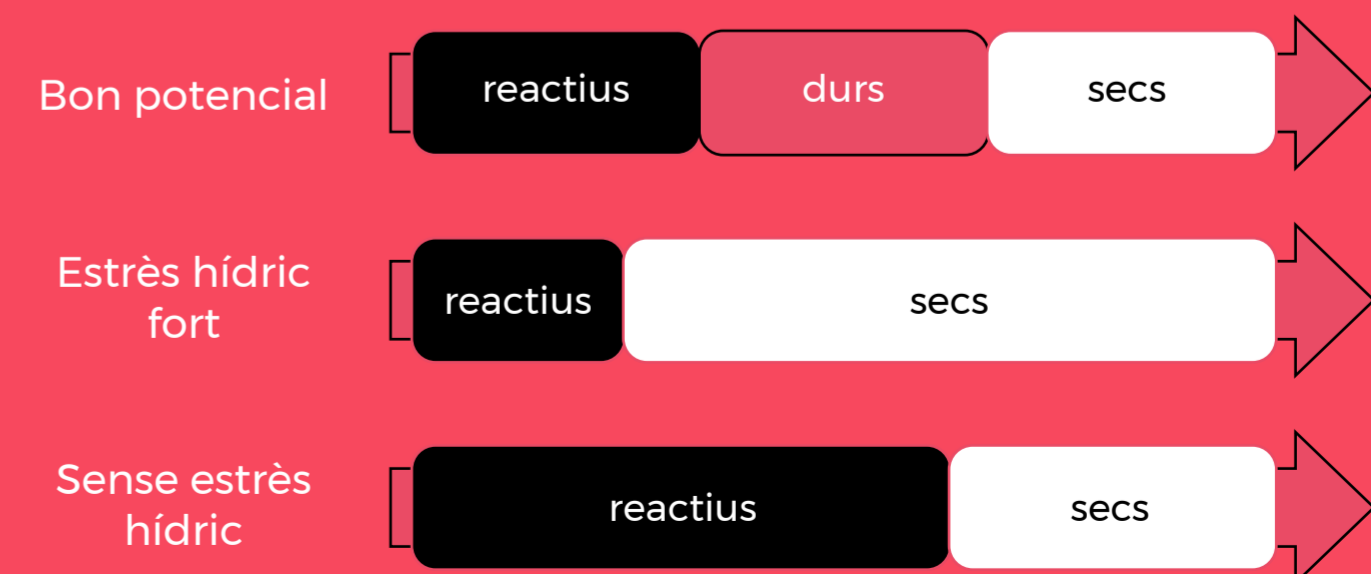 Bon potencial
reactius
durs
secs
Estrès hídric
fort
reactius
secs
Sense estrès
hídric
reactius
secs